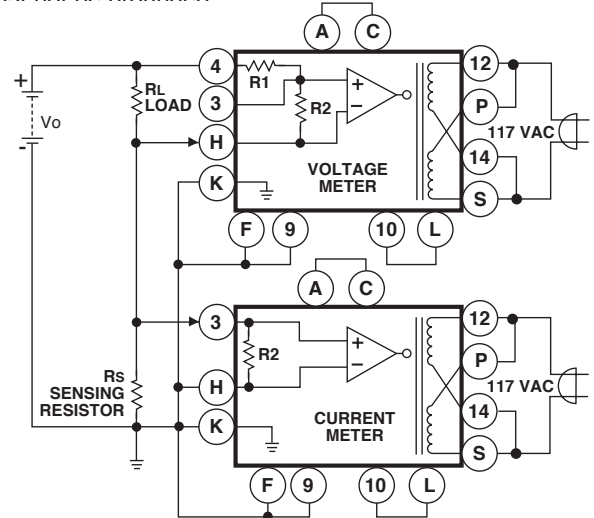 A C
4 R1 12
+ RL LOAD
3 R2 + − P
Vo
117 VAC
- H 14
VOLTAGE
METER
K S
F 9 10 L
A C
3 12
R2 + − P
RS
SENSING
RESISTOR
H 117 VAC
14
K CURRENT
METER
S
F 9 10 L